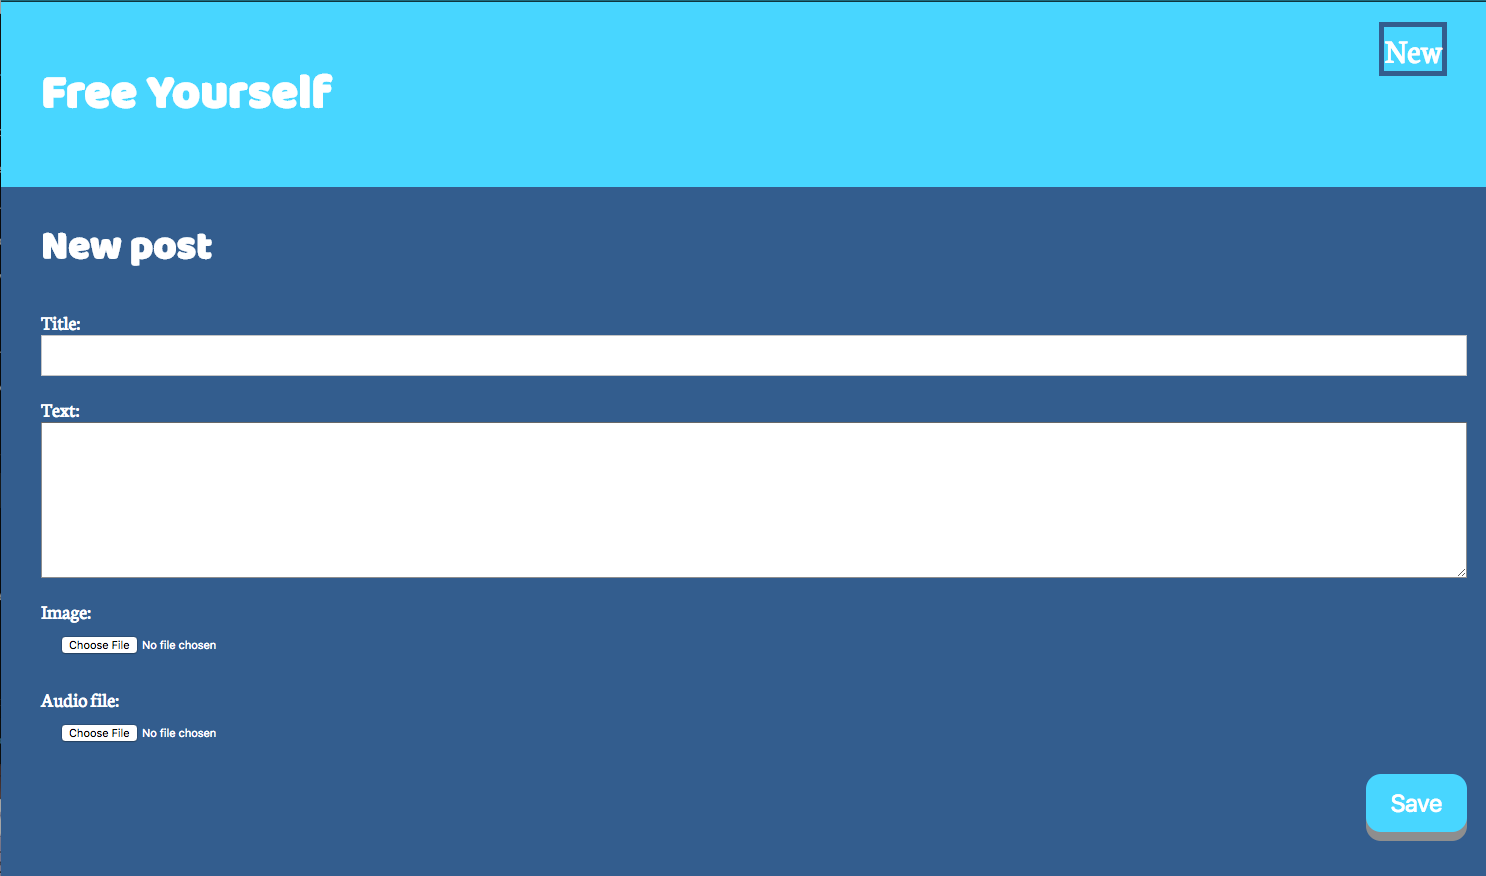 New
Free Yourself
New post
Title:
Text:
Image:
Choose File No file chosen
Audio file:
Choose File No file chosen
Save